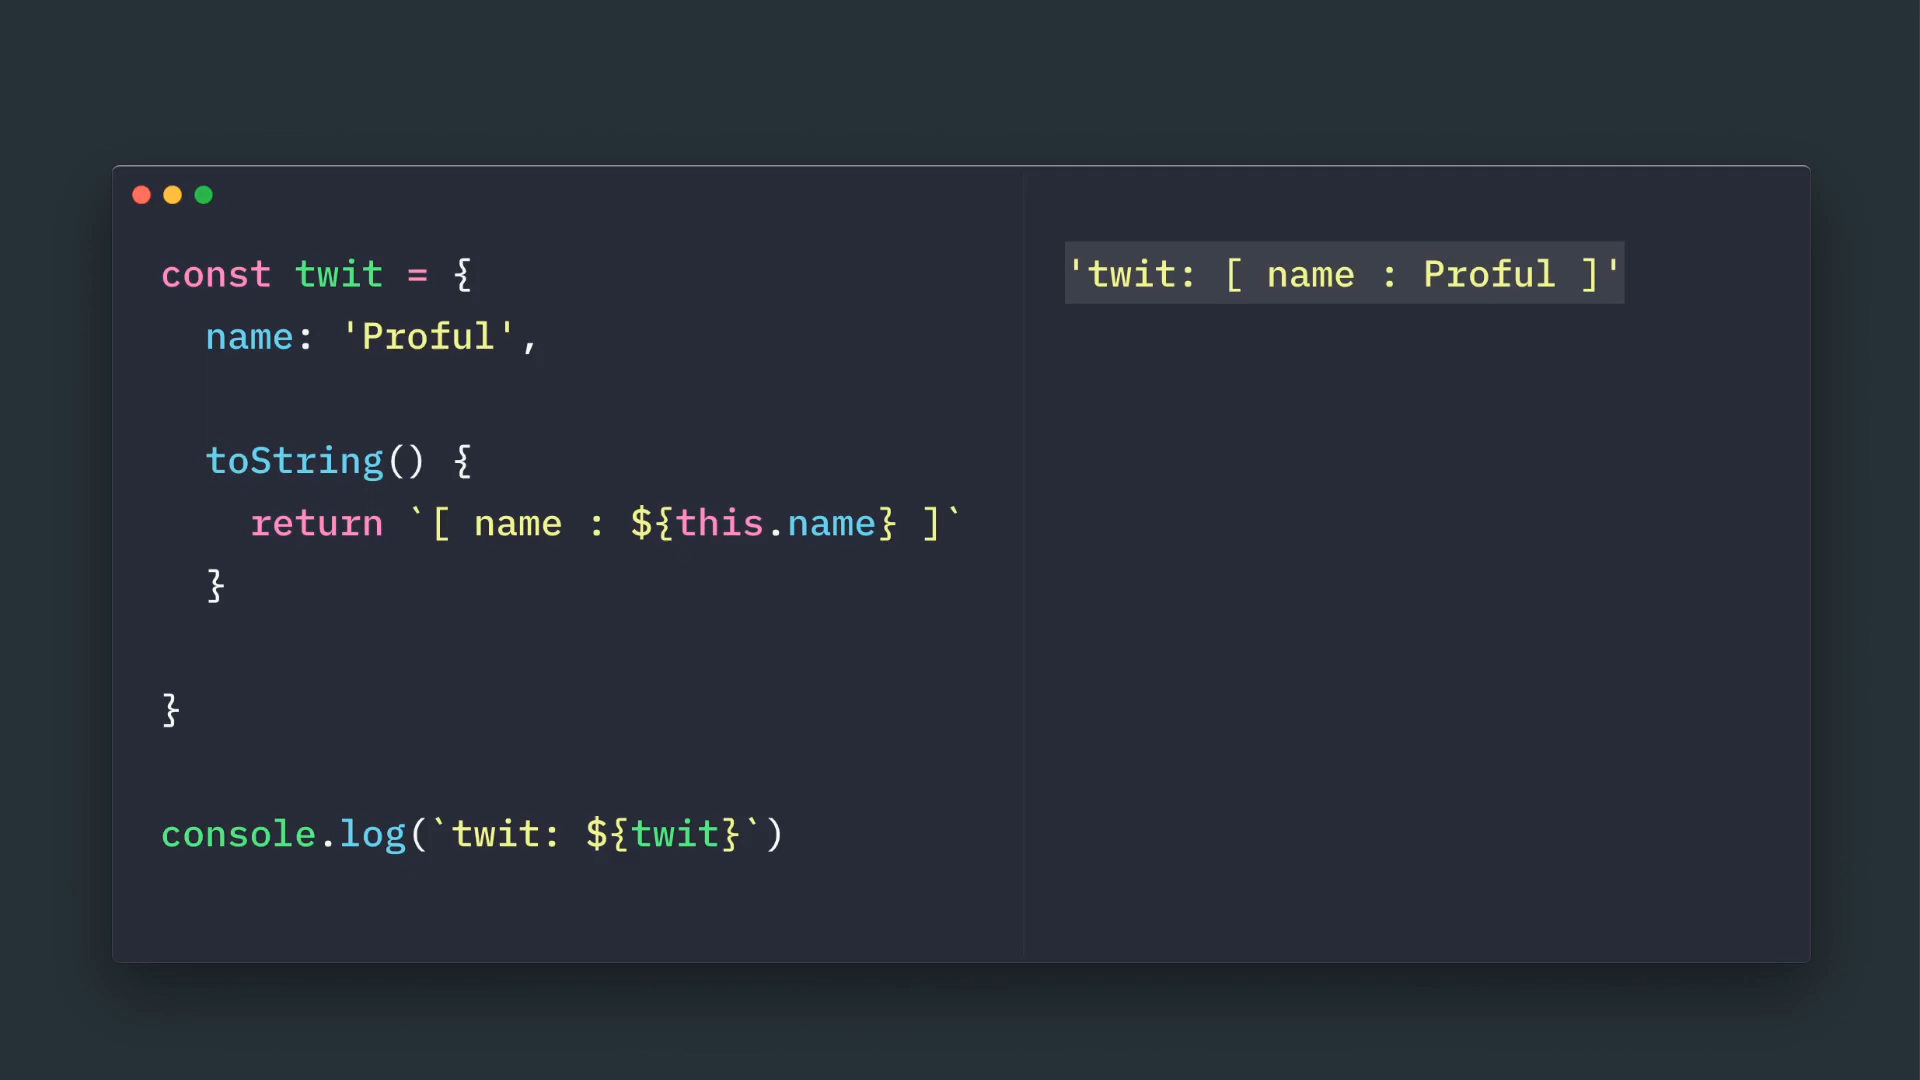 const twit = {
  name: 'Proful',
  toString() {
    return `[ name : ${this.name} ]`
  }
}
console.log(`twit: ${twit}`)
'twit: [ name : Proful ]'